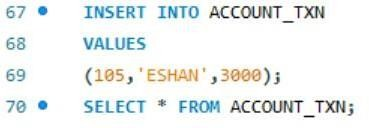 67 • INSERT INTO ACCOUNT_TXN
68 VALUES
69 (105,'ESHAN',3000);
70 • SELECT * FROM ACCOUNT_TXN;